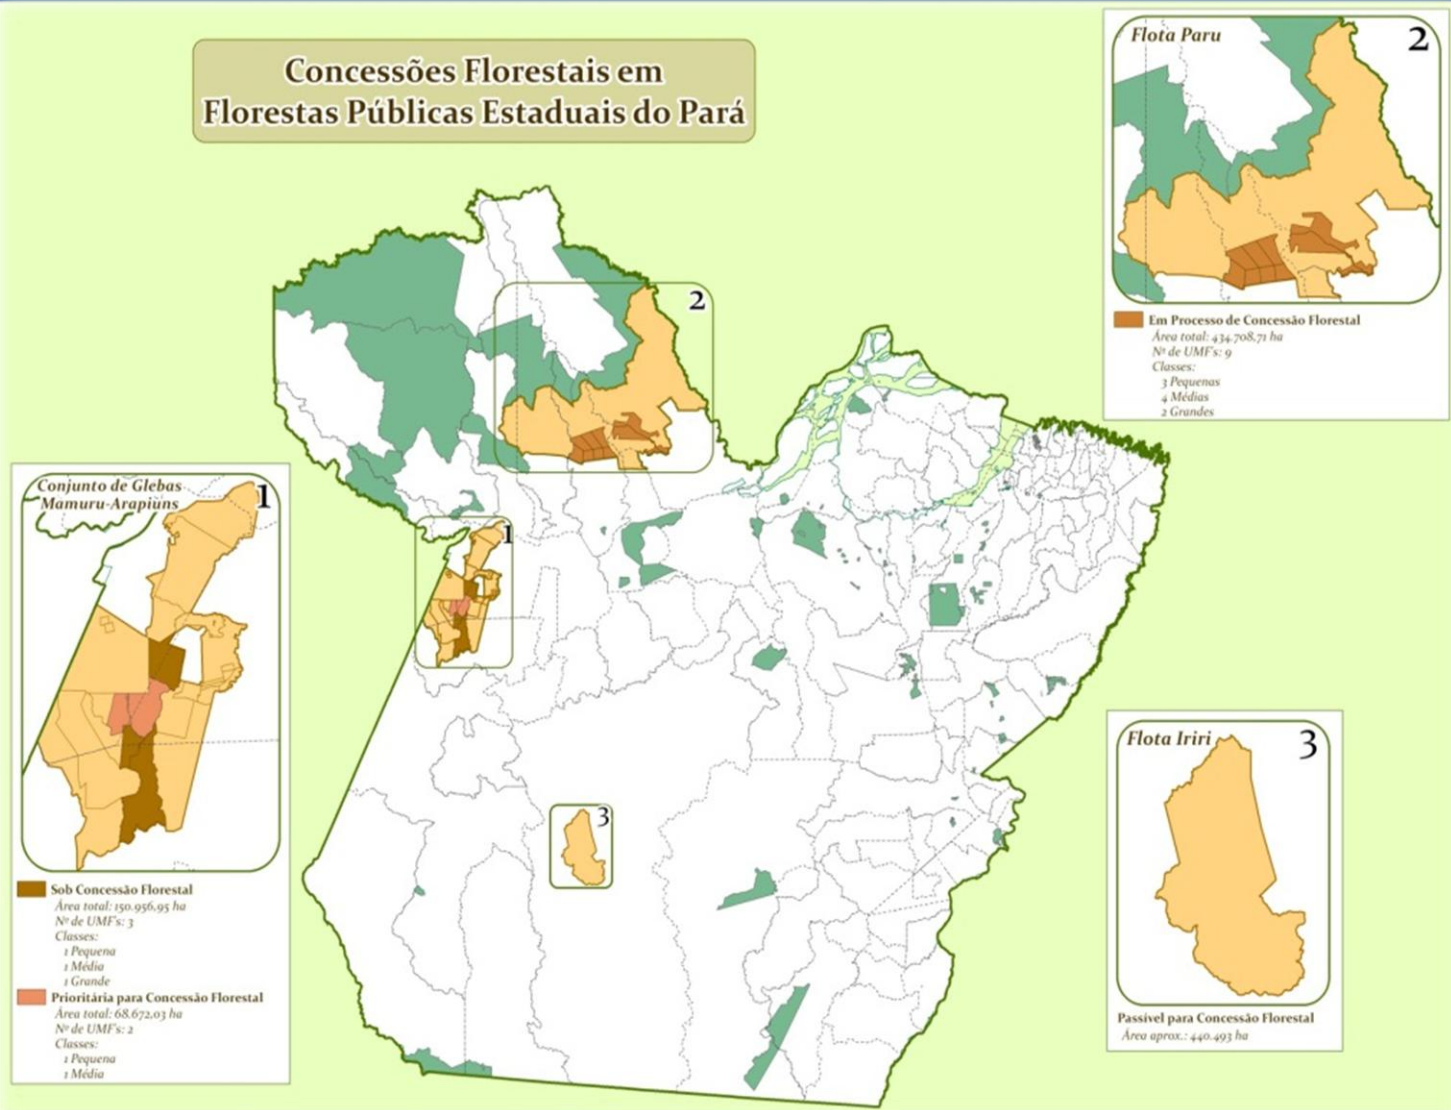 Concessões Florestais em
Florestas Públicas Estaduais do Pará
Flota Paru
2
Em Processo de Concessão Florestal
Área total: 434.708,71 ha
Nº de UMF's: 9
Classes:
3 Pequenas
4 Médias
2 Grandes
2
1
3
Conjunto de Glebas
Mamuru-Arapiuns
1
Sob Concessão Florestal
Área total: 150.956,95 ha
Nº de UMF's: 3
Classes:
1 Pequena
1 Média
1 Grande
Prioritária para Concessão Florestal
Área total: 68.672,03 ha
Nº de UMF's: 2
Classes:
1 Pequena
1 Média
Flota Iriri
3
Passível para Concessão Florestal
Área aprox.: 440.493 ha